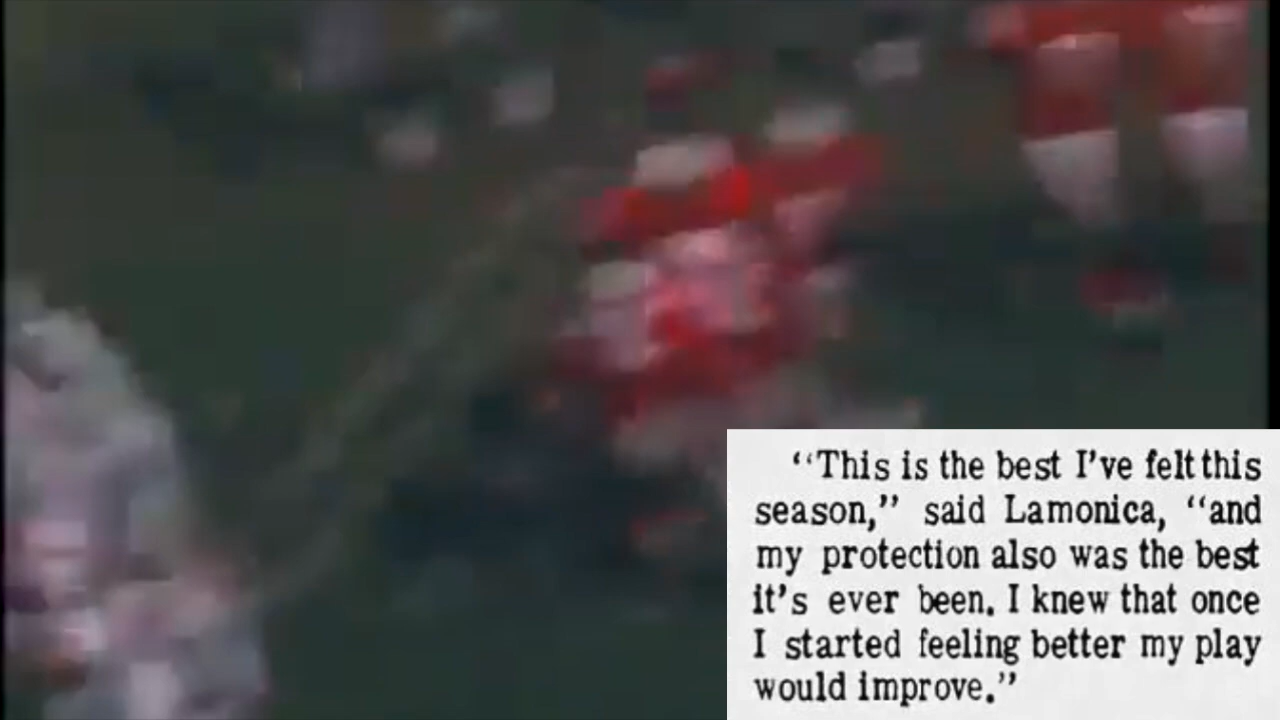 “This is the best I’ve felt this
season,” said Lamonica, “and
my protection also was the best
it’s ever been. I knew that once
I started feeling better my play
would improve.”